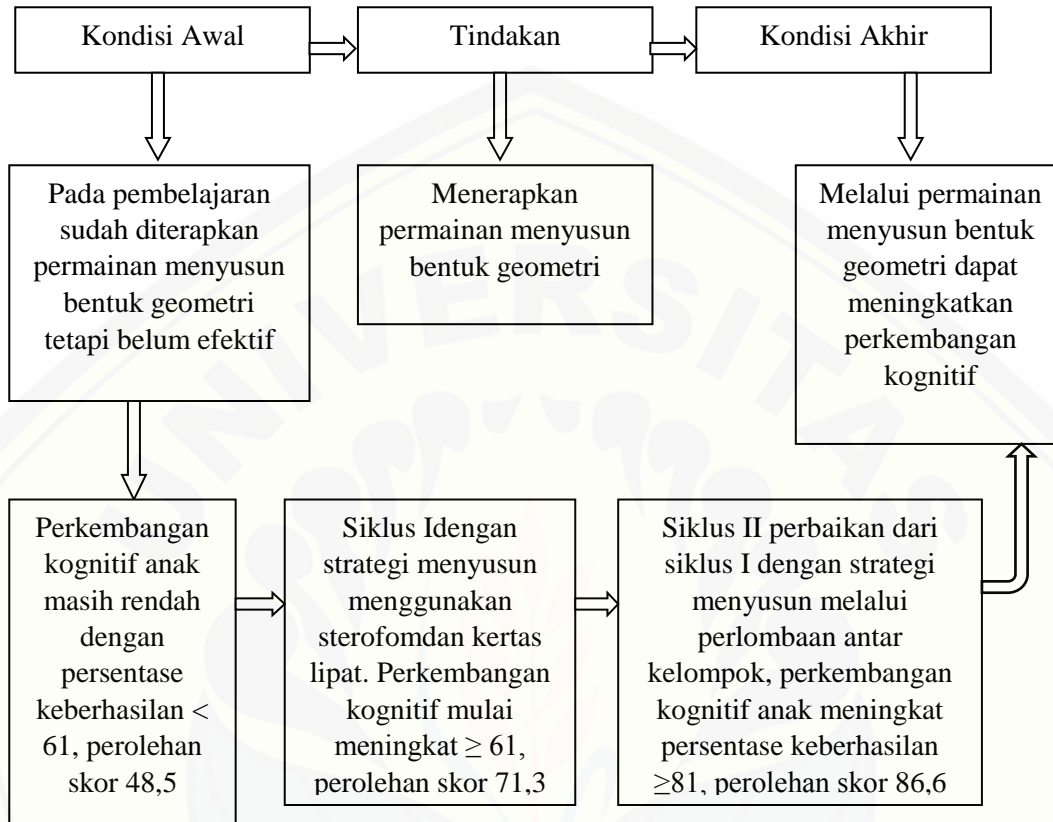 Kondisi Awal
Tindakan
Kondisi Akhir
Pada pembelajaran
sudah diterapkan
permainan menyusun
bentuk geometri
tetapi belum efektif
Menerapkan
permainan menyusun
bentuk geometri
Melalui permainan
menyusun bentuk
geometri dapat
meningkatkan
perkembangan
kognitif
Perkembangan
kognitif anak
masih rendah
dengan
persentase
keberhasilan <
61, perolehan
skor 48,5
Siklus Idengan
strategi menyusun
menggunakan
sterofomdan kertas
lipat. Perkembangan
kognitif mulai
meningkat ≥ 61,
perolehan skor 71,3
Siklus II perbaikan dari
siklus I dengan strategi
menyusun melalui
perlombaan antar
kelompok, perkembangan
kognitif anak meningkat
persentase keberhasilan
≥81, perolehan skor 86,6
UNIVERSITAS